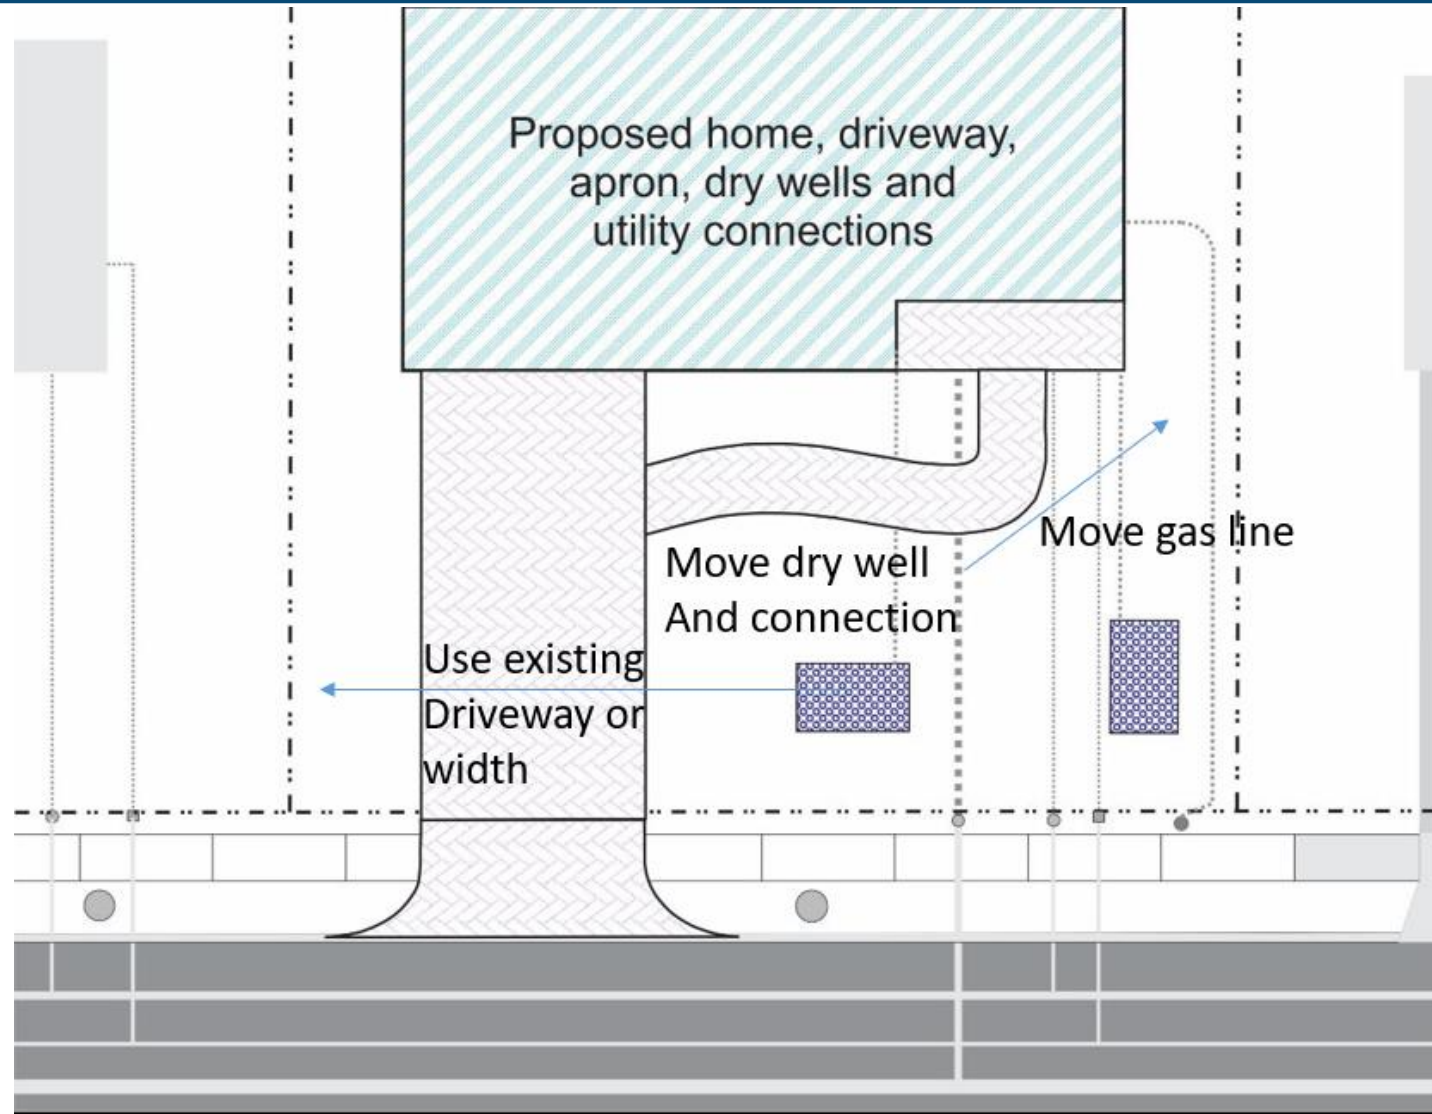 Proposed home, driveway,
apron, dry wells and
utility connections
Move gas line
Move dry well
And connection
Use existing
Driveway or
width